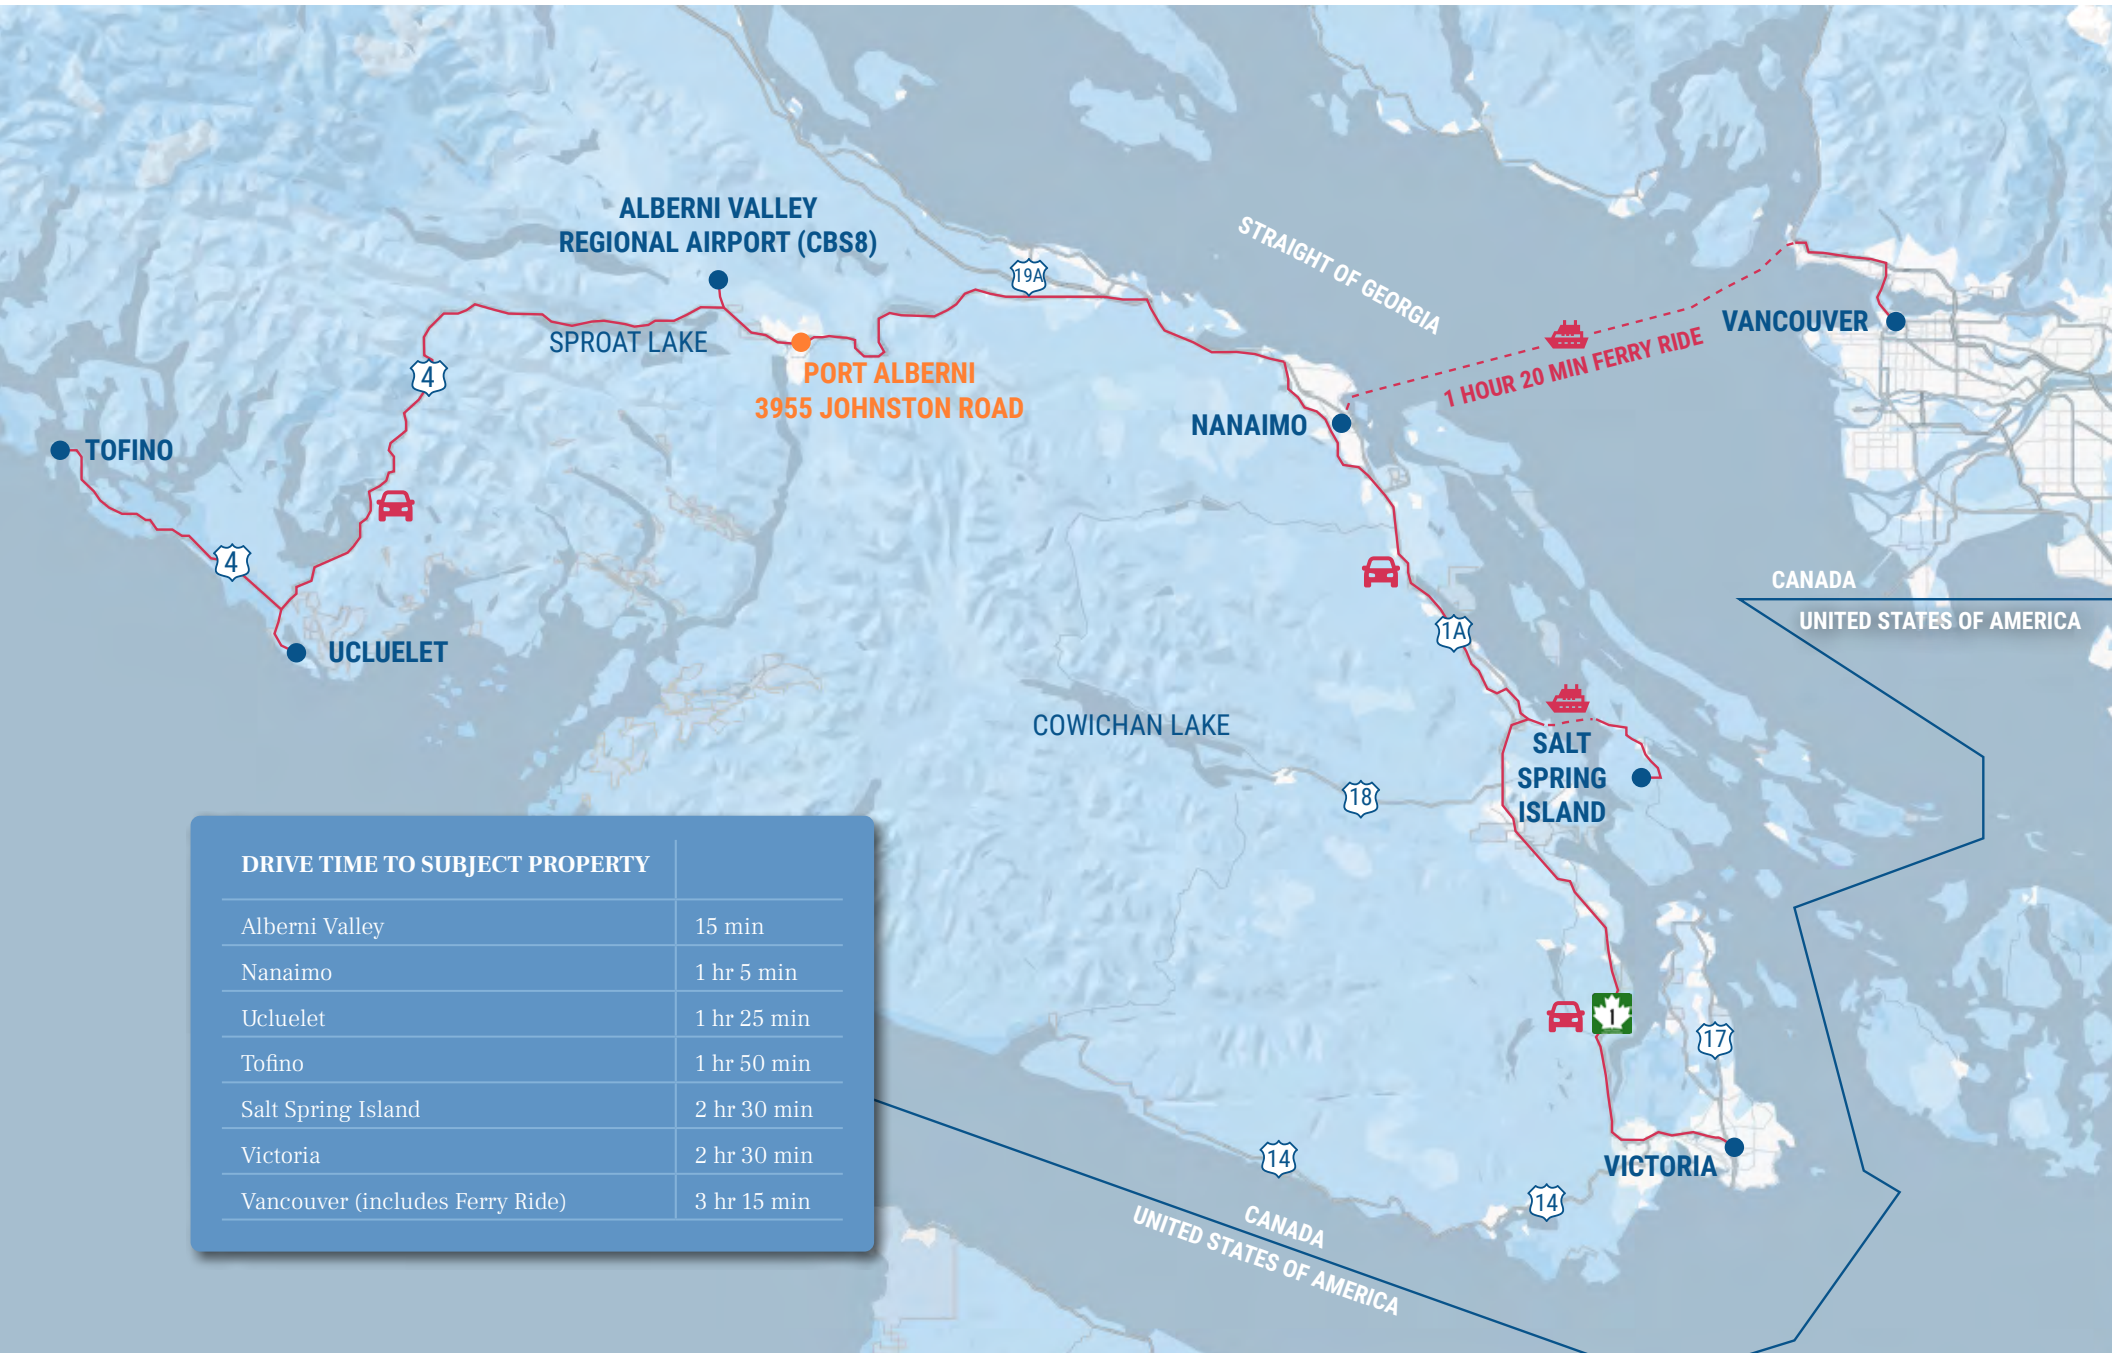 ALBERNI VALLEY
REGIONAL AIRPORT (CBS8)
19A
STRAIGHT OF GEORGIA
VANCOUVER
1 HOUR 20 MIN FERRY RIDE
SPROAT LAKE
4
PORT ALBERNI
3955 JOHNSTON ROAD
NANAIMO
TOFINO
4
UCLUELET
CANADA
UNITED STATES OF AMERICA
1A
COWICHAN LAKE
SALT
SPRING
ISLAND
18
1
17
14
VICTORIA
14
CANADA
UNITED STATES OF AMERICA
DRIVE TIME TO SUBJECT PROPERTY
Alberni Valley 15 min
Nanaimo 1 hr 5 min
Ucluelet 1 hr 25 min
Tofino 1 hr 50 min
Salt Spring Island 2 hr 30 min
Victoria 2 hr 30 min
Vancouver (includes Ferry Ride) 3 hr 15 min